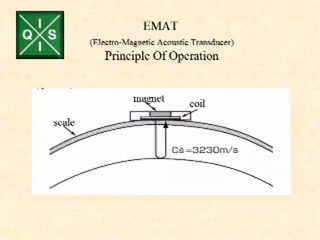 Q I S
EMAT
(Electro-Magnetic Acoustic Transducer)
Principle Of Operation
magnet
coil
scale
Cs=3230m/s